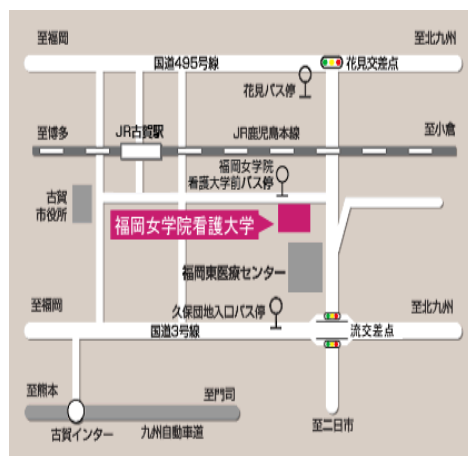 至福岡
至北九州
国道495号線
花見交差点
花見バス停
至博多
JR古賀駅
JR鹿児島本線
至小倉
福岡女学院
看護大学前バス停
古賀
市役所
福岡女学院看護大学
福岡東医療センター
至福岡
久保団地入口バス停
至北九州
国道3号線
流交差点
至熊本
至門司
古賀インター
九州自動車道
至二日市